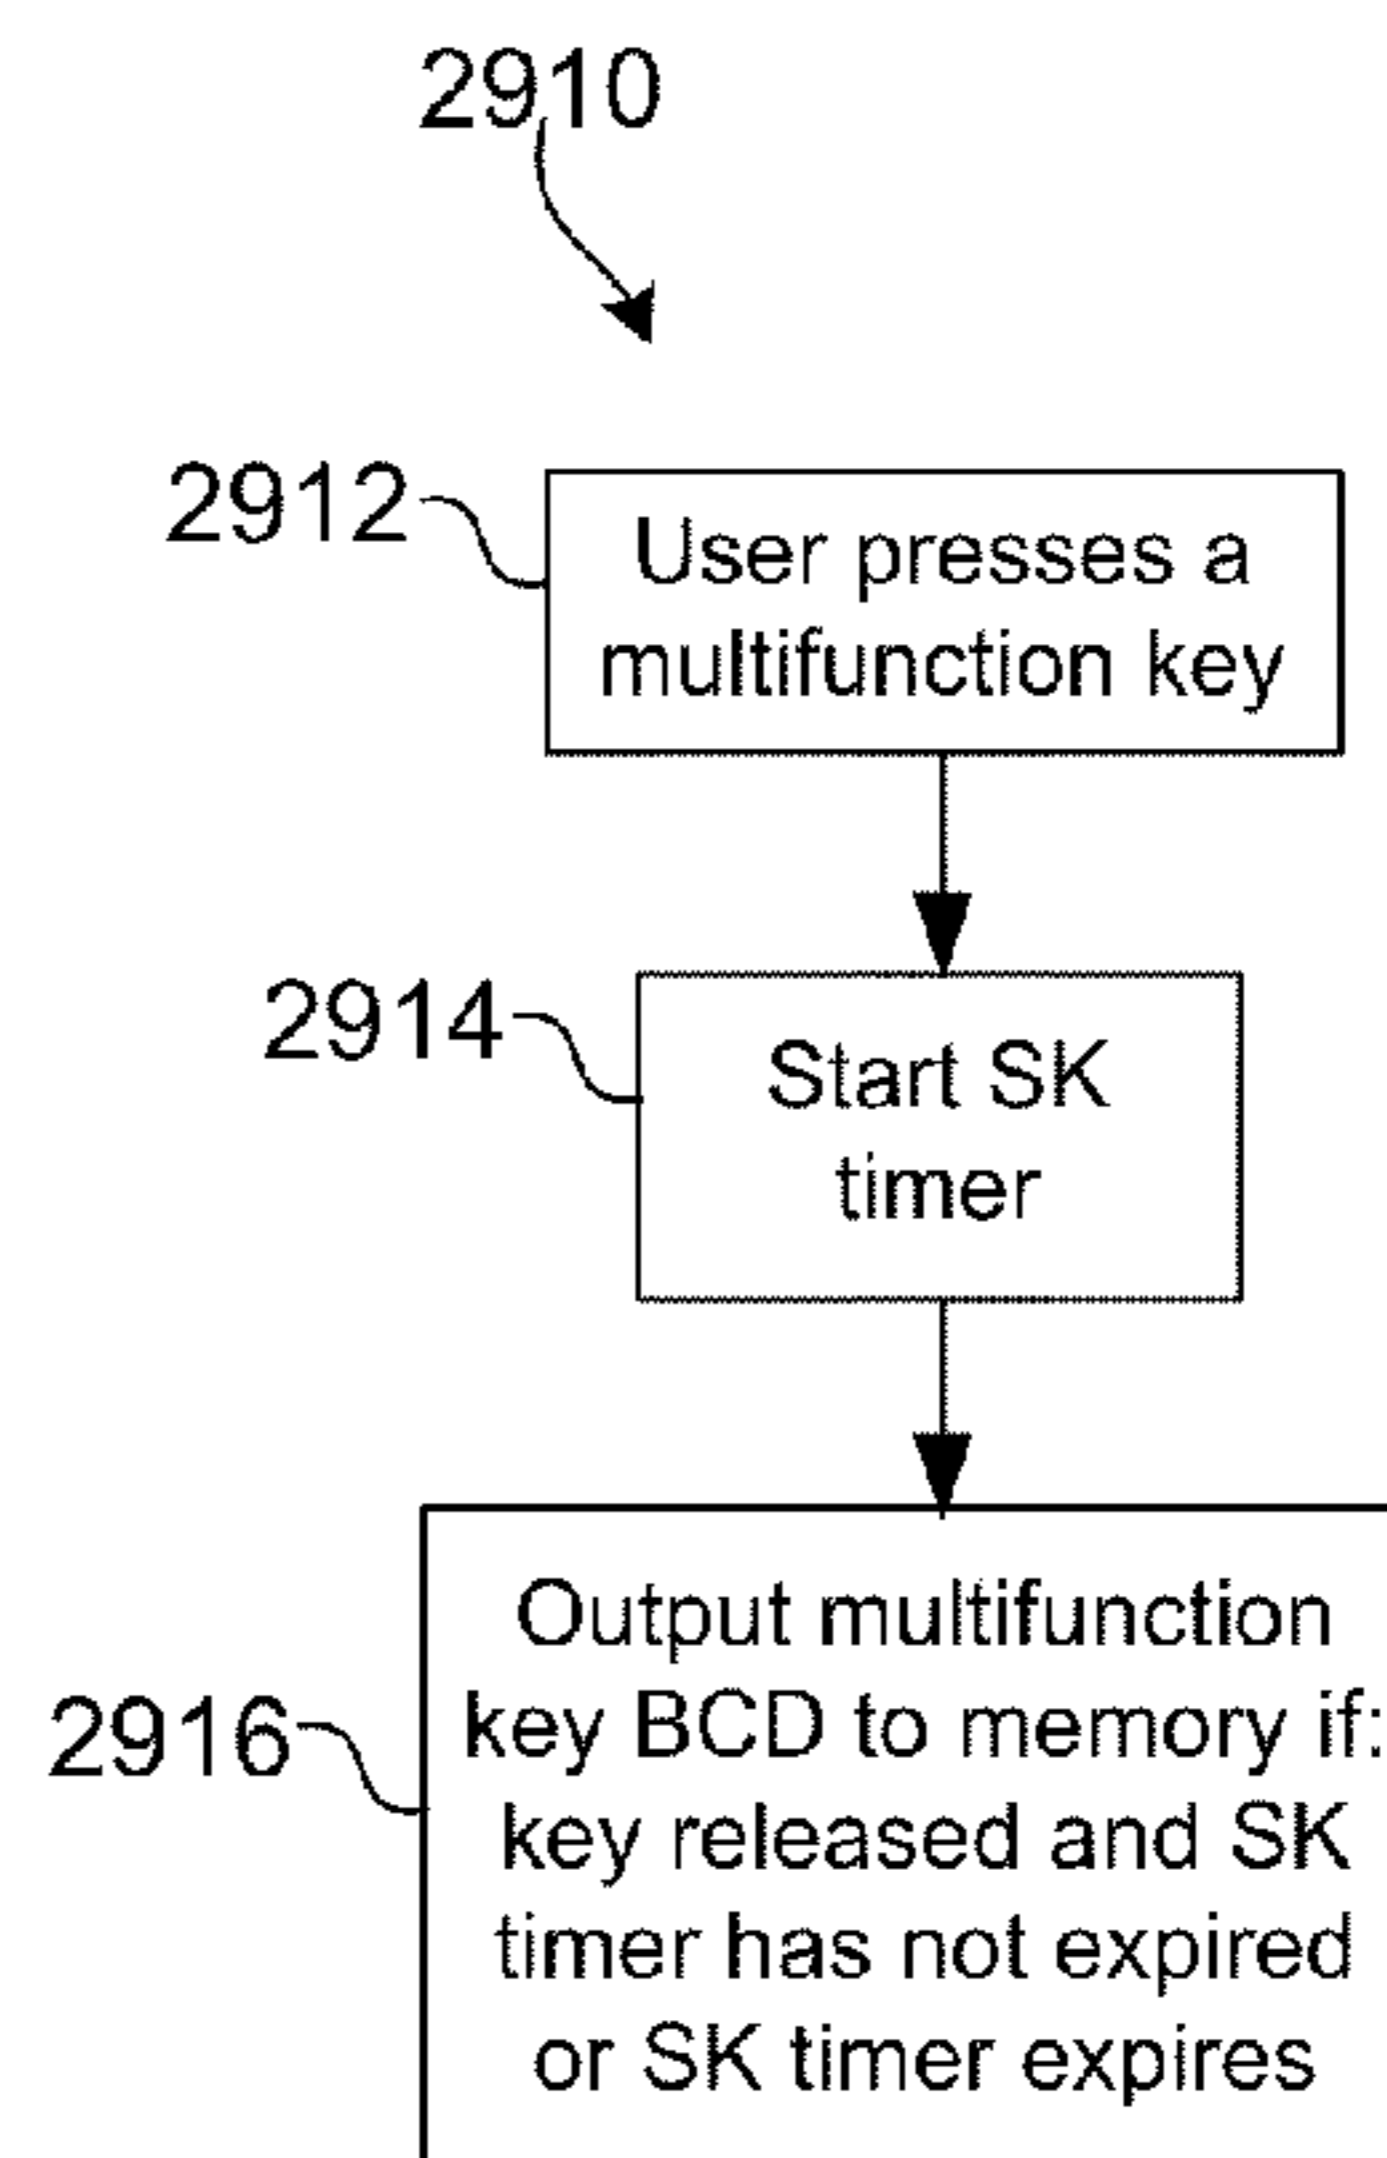 2910
2912
User presses a
multifunction key
2914
Start SK
timer
2916
Output multifunction
key BCD to memory if:
key released and SK
timer has not expired
or SK timer expires